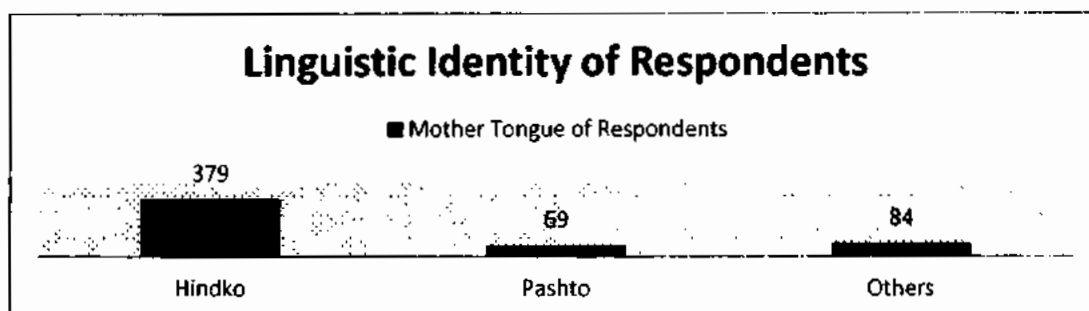 Linguistic Identity of Respondents
Mother Tongue of Respondents
379
69
84
Hindko
Pashto
Others